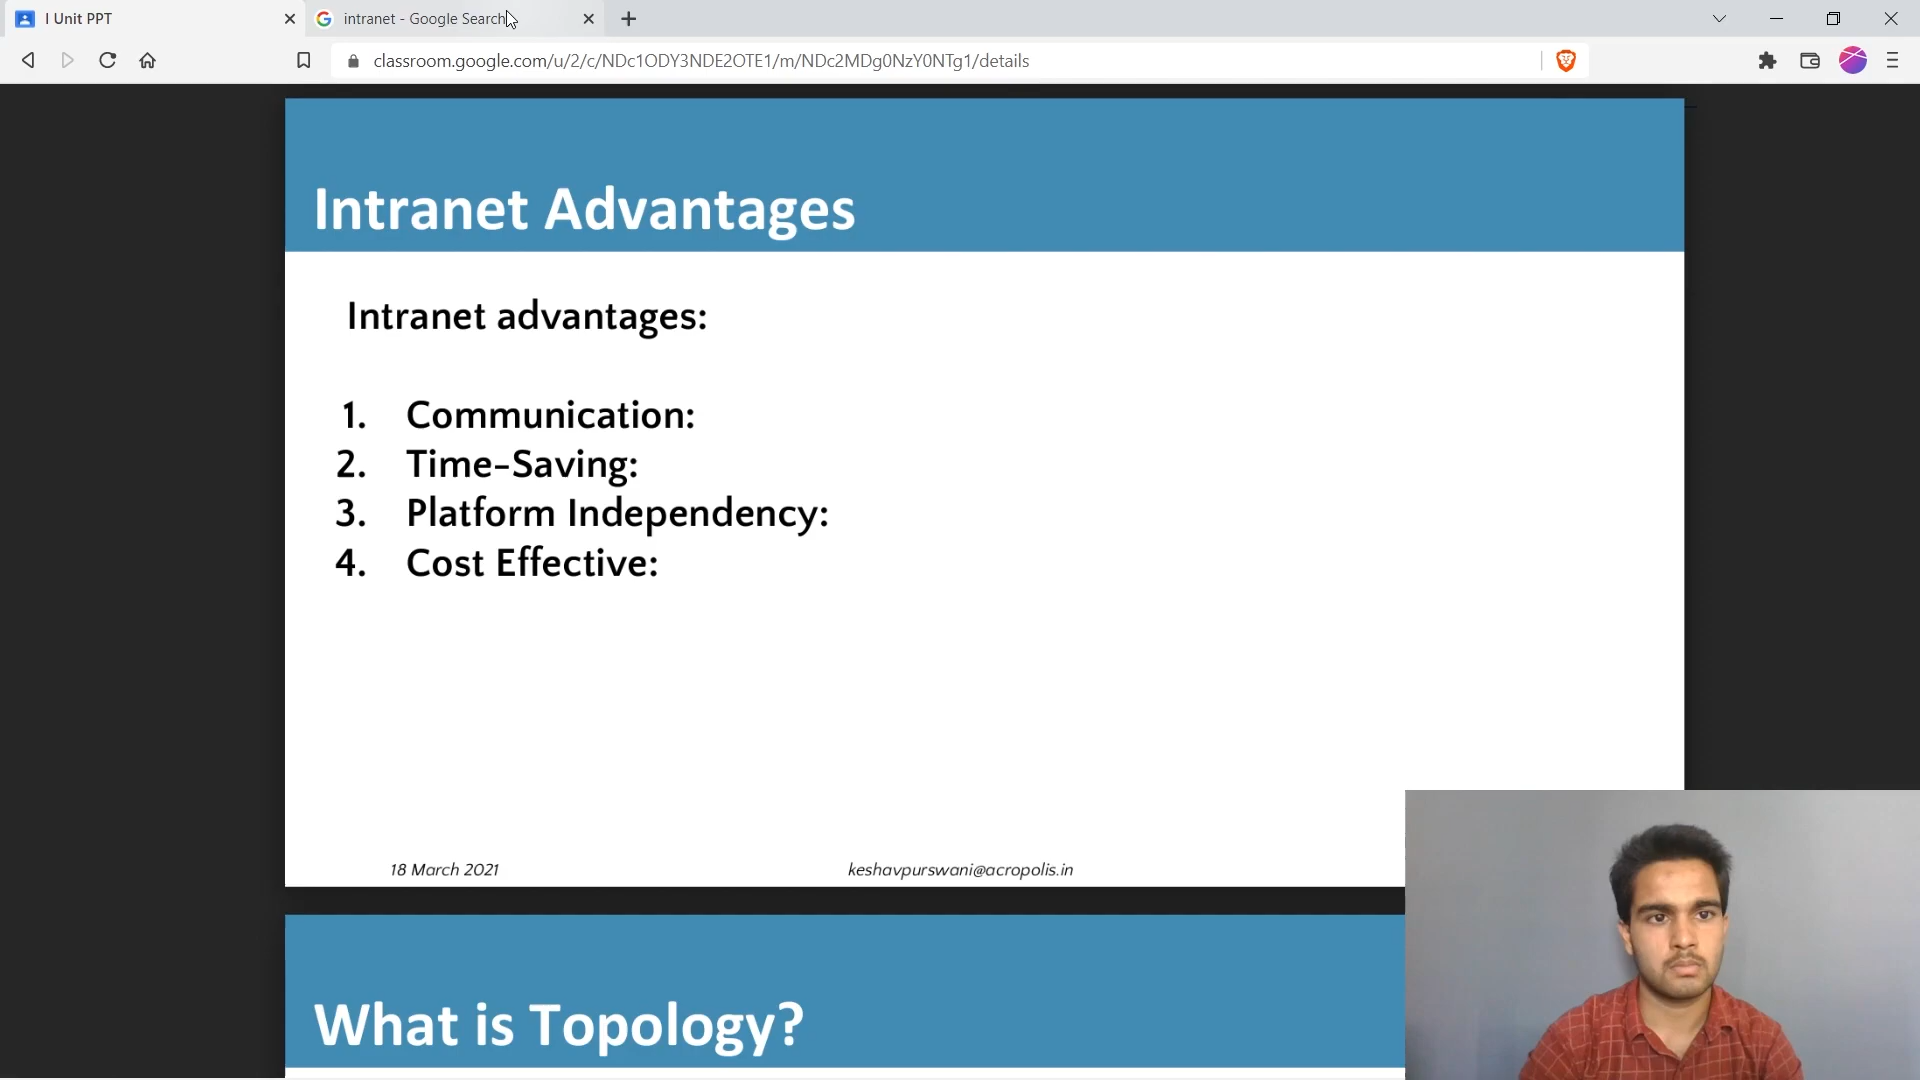 I Unit PPT
intranet - Google Search
classroom.google.com/u/2/c/NDc1ODY3NDE2OTE1/m/NDc2MDg0NzY0NTg1/details
Intranet Advantages
Intranet advantages:
1. Communication:
2. Time-Saving:
3. Platform Independency:
4. Cost Effective:
18 March 2021
keshavpurswani@acropolis.in
What is Topology?